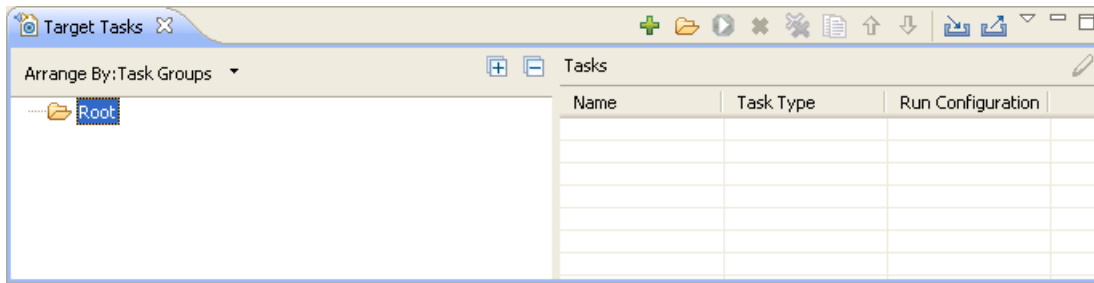 Target Tasks
Arrange By:Task Groups
Root
Tasks
Name Task Type Run Configuration